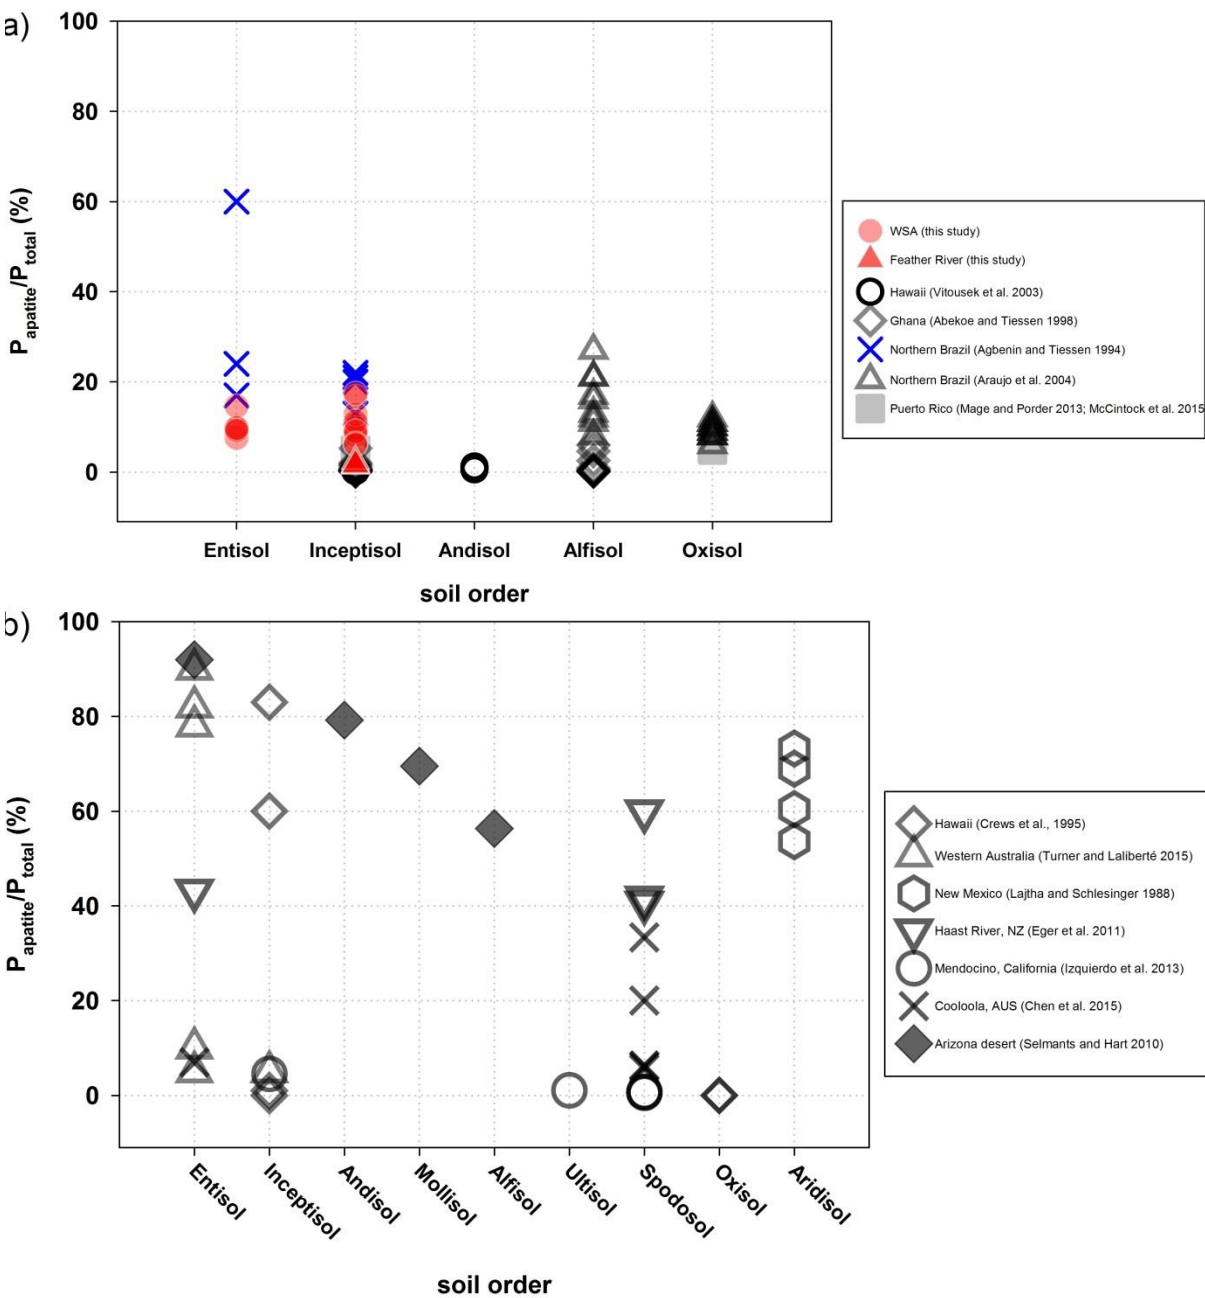 a)
100
80
60
40
20
0
P apatite/P total (%)
Entisol Inceptisol Andisol Alfisol Oxisol
soil order
WSA (this study)
Feather River (this study)
Hawaii (Vitousek et al. 2003)
Ghana (Abekoe and Tiessen 1998)
Northern Brazil (Agbenin and Tiessen 1994)
Northern Brazil (Araujo et al. 2004)
Puerto Rico (Mage and Porder 2013; McCintock et al. 2015
b)
100
80
60
40
20
0
P apatite/P total (%)
Entisol Inceptisol Andisol Mollisol Alfisol Ultisol Spodosol Oxisol Aridisol
soil order
Hawaii (Crews et al., 1995)
Western Australia (Turner and Laliberté 2015)
New Mexico (Lajtha and Schlesinger 1988)
Haast River, NZ (Eger et al. 2011)
Mendocino, California (Izquierdo et al. 2013)
Cooloola, AUS (Chen et al. 2015)
Arizona desert (Selmants and Hart 2010)